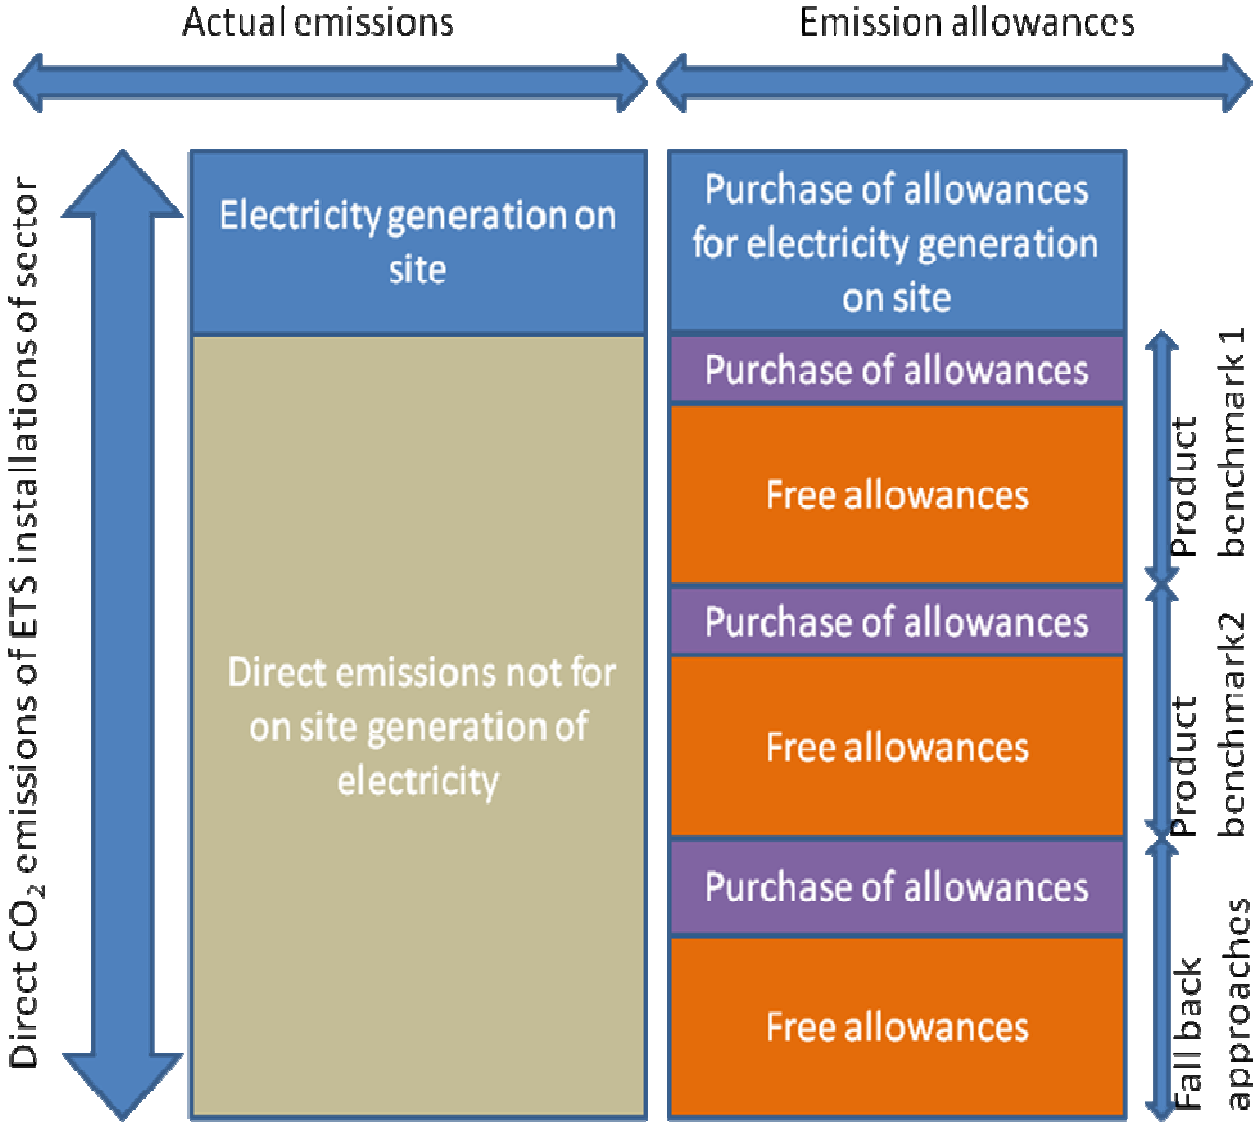 Actual emissions
Emission allowances
Direct CO₂ emissions of ETS installations of sector
Electricity generation on
site
Direct emissions not for
on site generation of
electricity
Purchase of allowances
for electricity generation
on site
Purchase of allowances
Free allowances
Purchase of allowances
Free allowances
Purchase of allowances
Free allowances
Product
benchmark 1
Product
benchmark2
Fall back
approaches